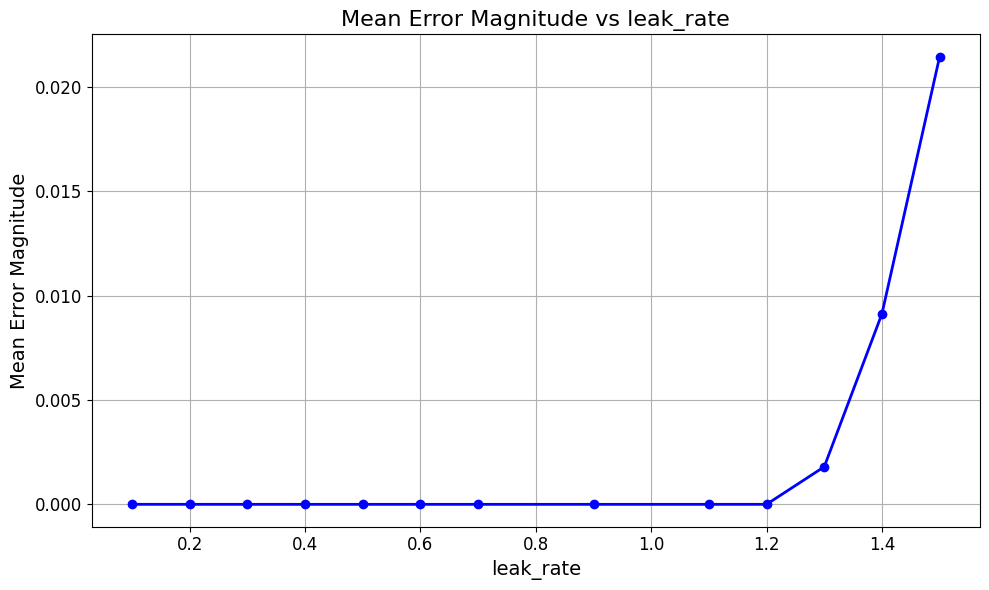 Mean Error Magnitude vs leak_rate
Mean Error Magnitude
0.020
0.015
0.010
0.005
0.000
0.2 0.4 0.6 0.8 1.0 1.2 1.4
leak_rate